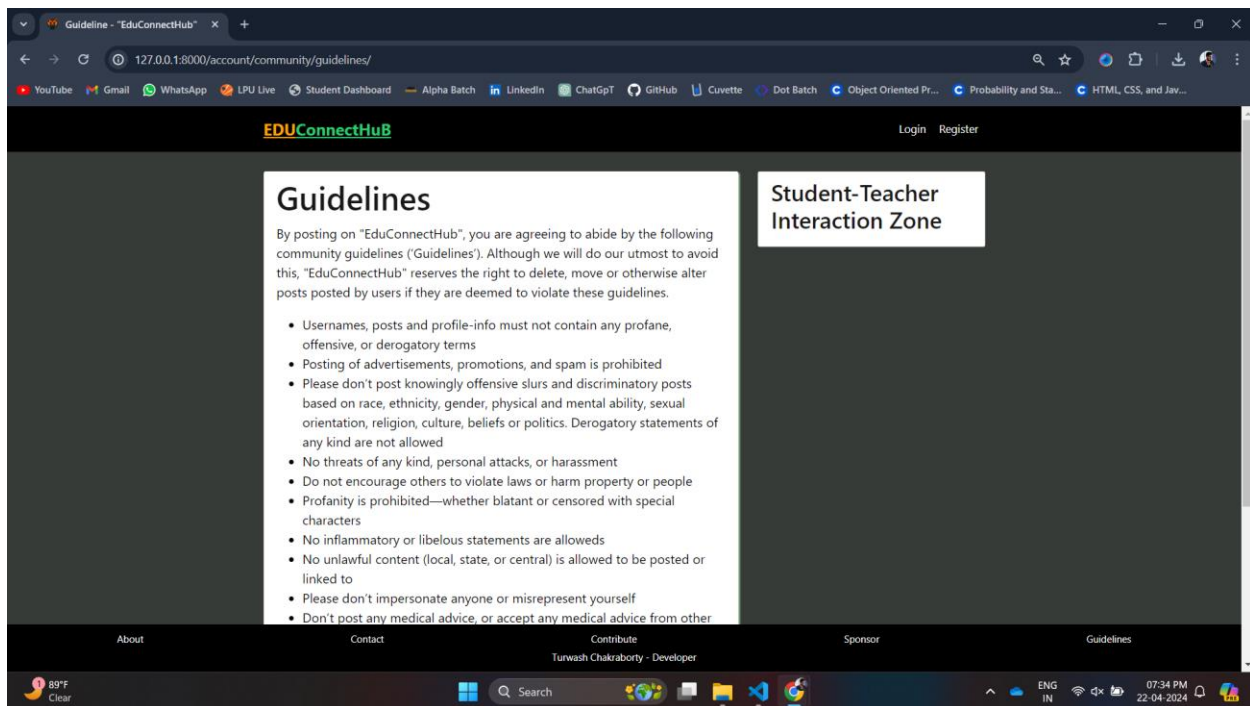 Guideline - "EduConnectHub"
127.0.0.1:8000/account/community/guidelines/
YouTube Gmail WhatsApp LPU Live Student Dashboard Alpha Batch LinkedIn ChatGpT GitHub Cuvette Dot Batch Object Oriented Pr... Probability and Sta... HTML, CSS, and Jav...
EDUConnectHuB Login Register
Guidelines
By posting on "EduConnectHub", you are agreeing to abide by the following
community guidelines ('Guidelines'). Although we will do our utmost to avoid
this, "EduConnectHub" reserves the right to delete, move or otherwise alter
posts posted by users if they are deemed to violate these guidelines.
• Usernames, posts and profile-info must not contain any profane,
offensive, or derogatory terms
• Posting of advertisements, promotions, and spam is prohibited
• Please don't post knowingly offensive slurs and discriminatory posts
based on race, ethnicity, gender, physical and mental ability, sexual
orientation, religion, culture, beliefs or politics. Derogatory statements of
any kind are not allowed
• No threats of any kind, personal attacks, or harassment
• Do not encourage others to violate laws or harm property or people
• Profanity is prohibited—whether blatant or censored with special
characters
• No inflammatory or libelous statements are alloweds
• No unlawful content (local, state, or central) is allowed to be posted or
linked to
• Please don't impersonate anyone or misrepresent yourself
• Don't post any medical advice, or accept any medical advice from other
Student-Teacher
Interaction Zone
About Contact Contribute Sponsor Guidelines
Turwash Chakraborty - Developer
1
89°F
Clear
Search
ENG
IN
07:34 PM
22-04-2024